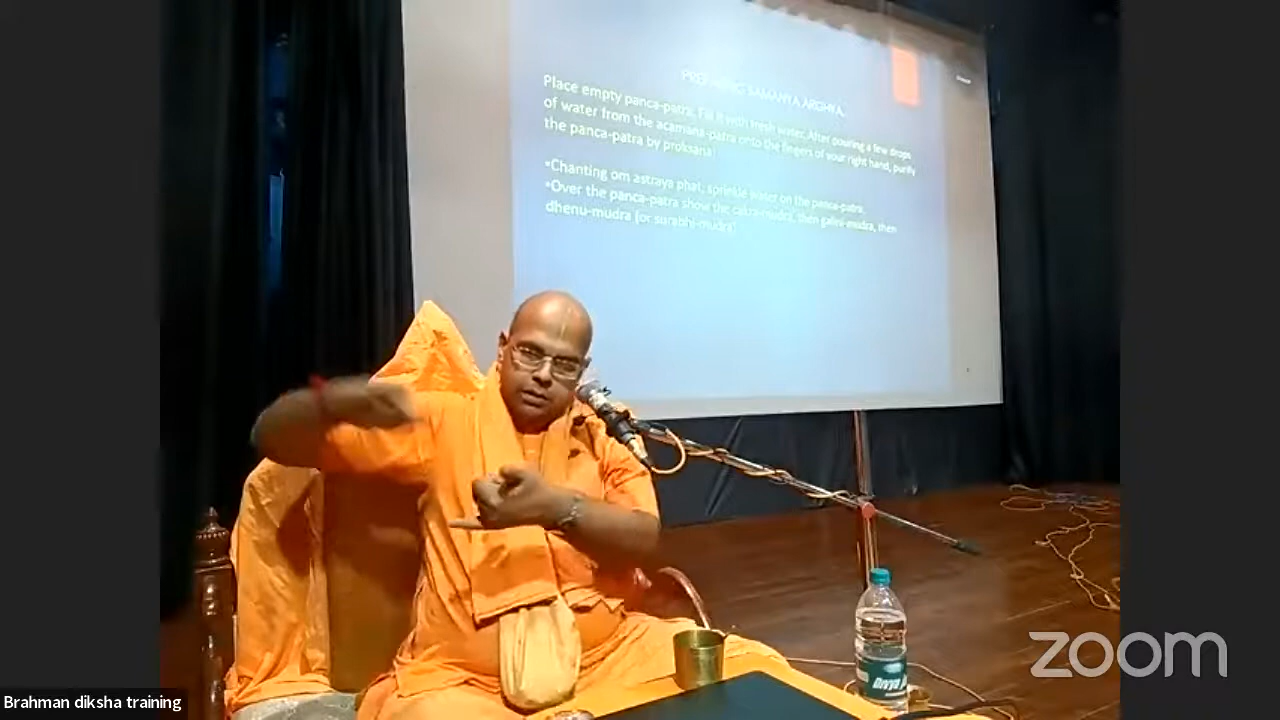 PREPARING SAMANYA ARGHYA.
Place empty panca-patra. Fill it with fresh water. After pouring a few drops
of water from the acamana-patra onto the fingers of your right hand, purify
the panca-patra by proksana:
•Chanting om astraya phat, sprinkle water on the panca-patra.
•Over the panca-patra show the cakra-mudra, then galini-mudra, then
dhenu-mudra [or surabhi-mudra]
Divya
zoom
Brahman diksha training